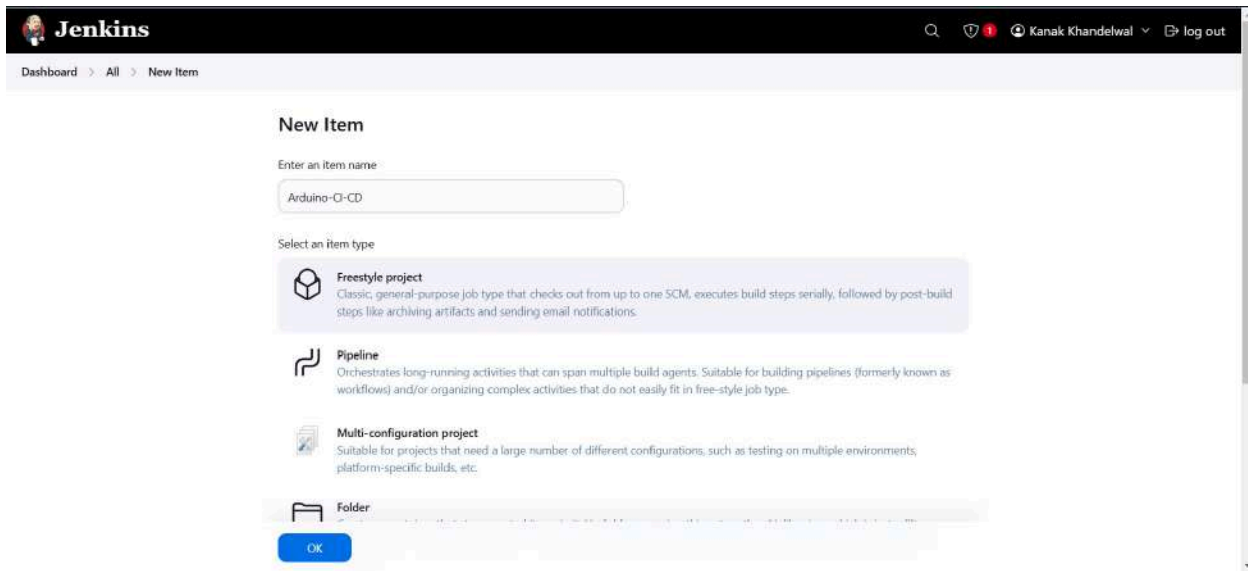 Jenkins
1
Kanak Khandelwal
log out
Dashboard > All > New Item
New Item
Enter an item name
Arduino-CI-CD
Select an item type
Freestyle project
Classic, general-purpose job type that checks out from up to one SCM, executes build steps serially, followed by post-build
steps like archiving artifacts and sending email notifications.
Pipeline
Orchestrates long-running activities that can span multiple build agents. Suitable for building pipelines (formerly known as
workflows) and/or organizing complex activities that do not easily fit in free-style job type.
Multi-configuration project
Suitable for projects that need a large number of different configurations, such as testing on multiple environments,
platform-specific builds, etc.
Folder
OK